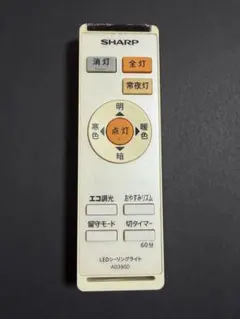 SHARP
消灯
全灯
常夜灯
明
寒色
点灯
暖色
暗
エコ調光
おやすみリズム
留守モード
切タイマー
60分
LEDシーリングライト